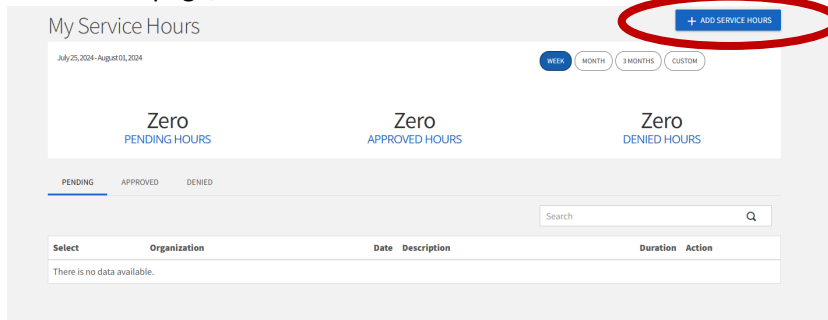 My Service Hours
+ ADD SERVICE HOURS
July 25, 2024 - August 01, 2024
WEEK MONTH 3 MONTHS CUSTOM
Zero Zero Zero
PENDING HOURS APPROVED HOURS DENIED HOURS
PENDING APPROVED DENIED
Search
Select Organization Date Description Duration Action
There is no data available.